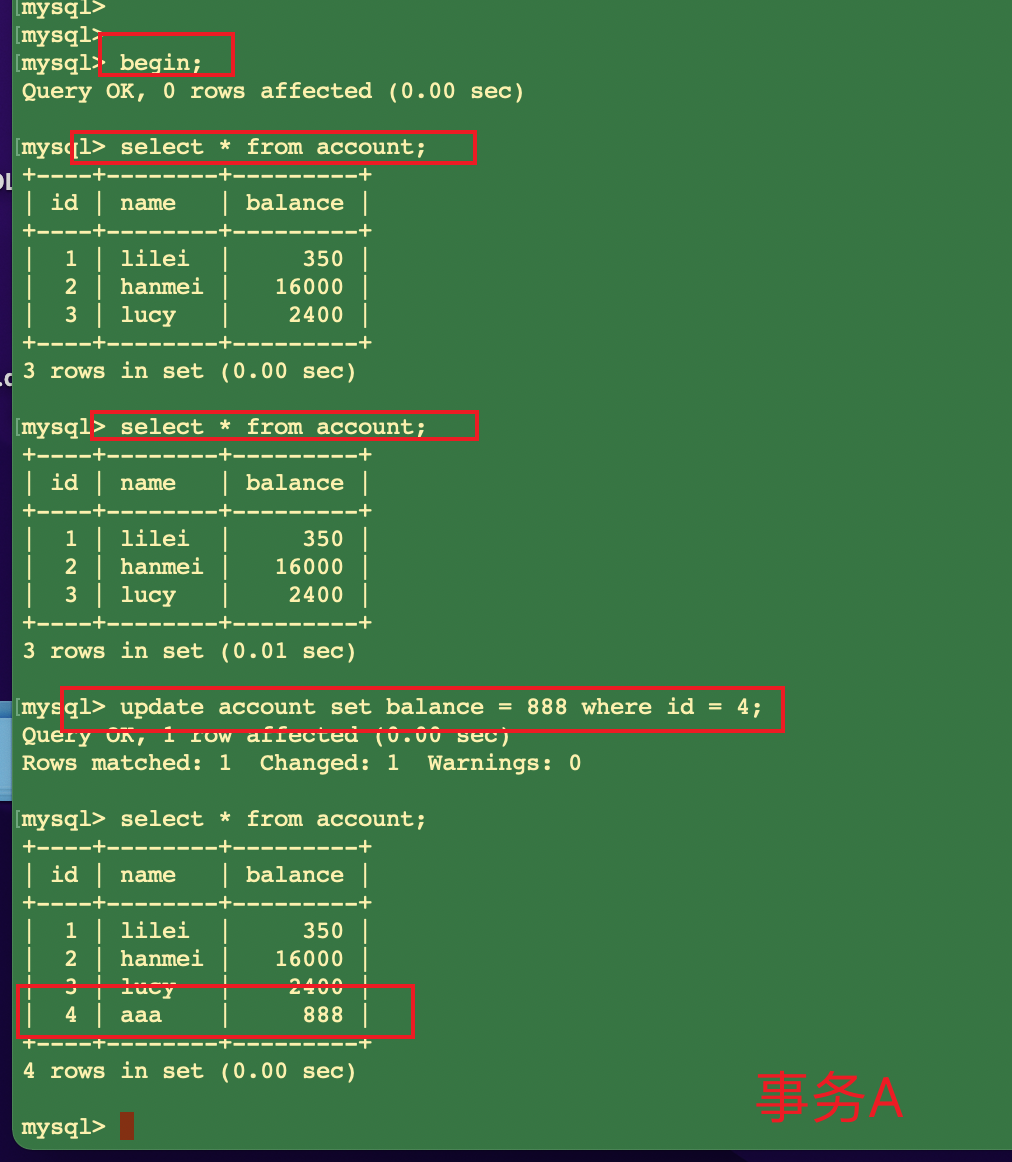 mysql>
mysql>
mysql> begin;
Query OK, 0 rows affected (0.00 sec)
mysql> select * from account;
+----+--------+---------+
| id | name   | balance |
+----+--------+---------+
|  1 | lilei  |     350 |
|  2 | hanmei |   16000 |
|  3 | lucy   |    2400 |
+----+--------+---------+
3 rows in set (0.00 sec)
mysql> select * from account;
+----+--------+---------+
| id | name   | balance |
+----+--------+---------+
|  1 | lilei  |     350 |
|  2 | hanmei |   16000 |
|  3 | lucy   |    2400 |
+----+--------+---------+
3 rows in set (0.01 sec)
mysql> update account set balance = 888 where id = 4;
Query OK, 1 row affected (0.00 sec)
Rows matched: 1  Changed: 1  Warnings: 0
mysql> select * from account;
+----+--------+---------+
| id | name   | balance |
+----+--------+---------+
|  1 | lilei  |     350 |
|  2 | hanmei |   16000 |
|  3 | lucy   |    2400 |
|  4 | aaa    |     888 |
+----+--------+---------+
4 rows in set (0.00 sec)
事务A
mysql>